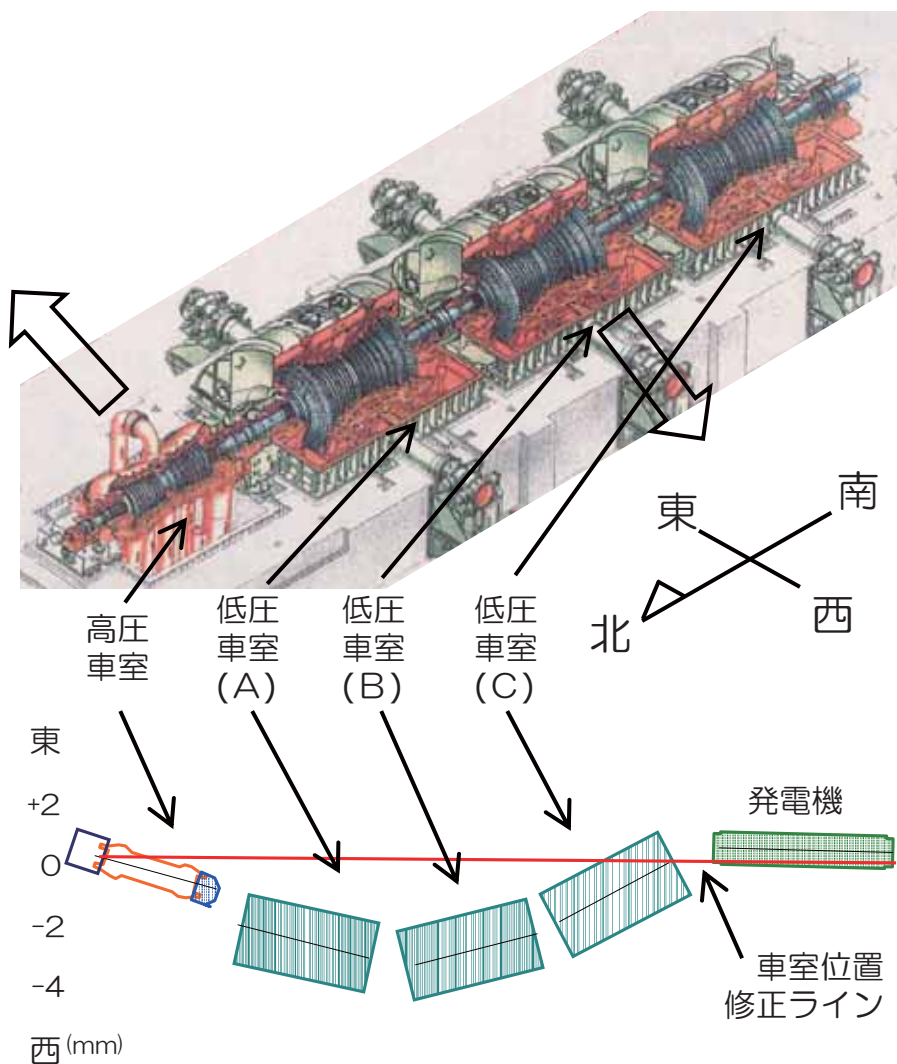 東
南
北
西
高圧
車室
低圧
車室
(A)
低圧
車室
(B)
低圧
車室
(C)
東
+2
0
-2
-4
西(mm)
発電機
車室位置
修正ライン